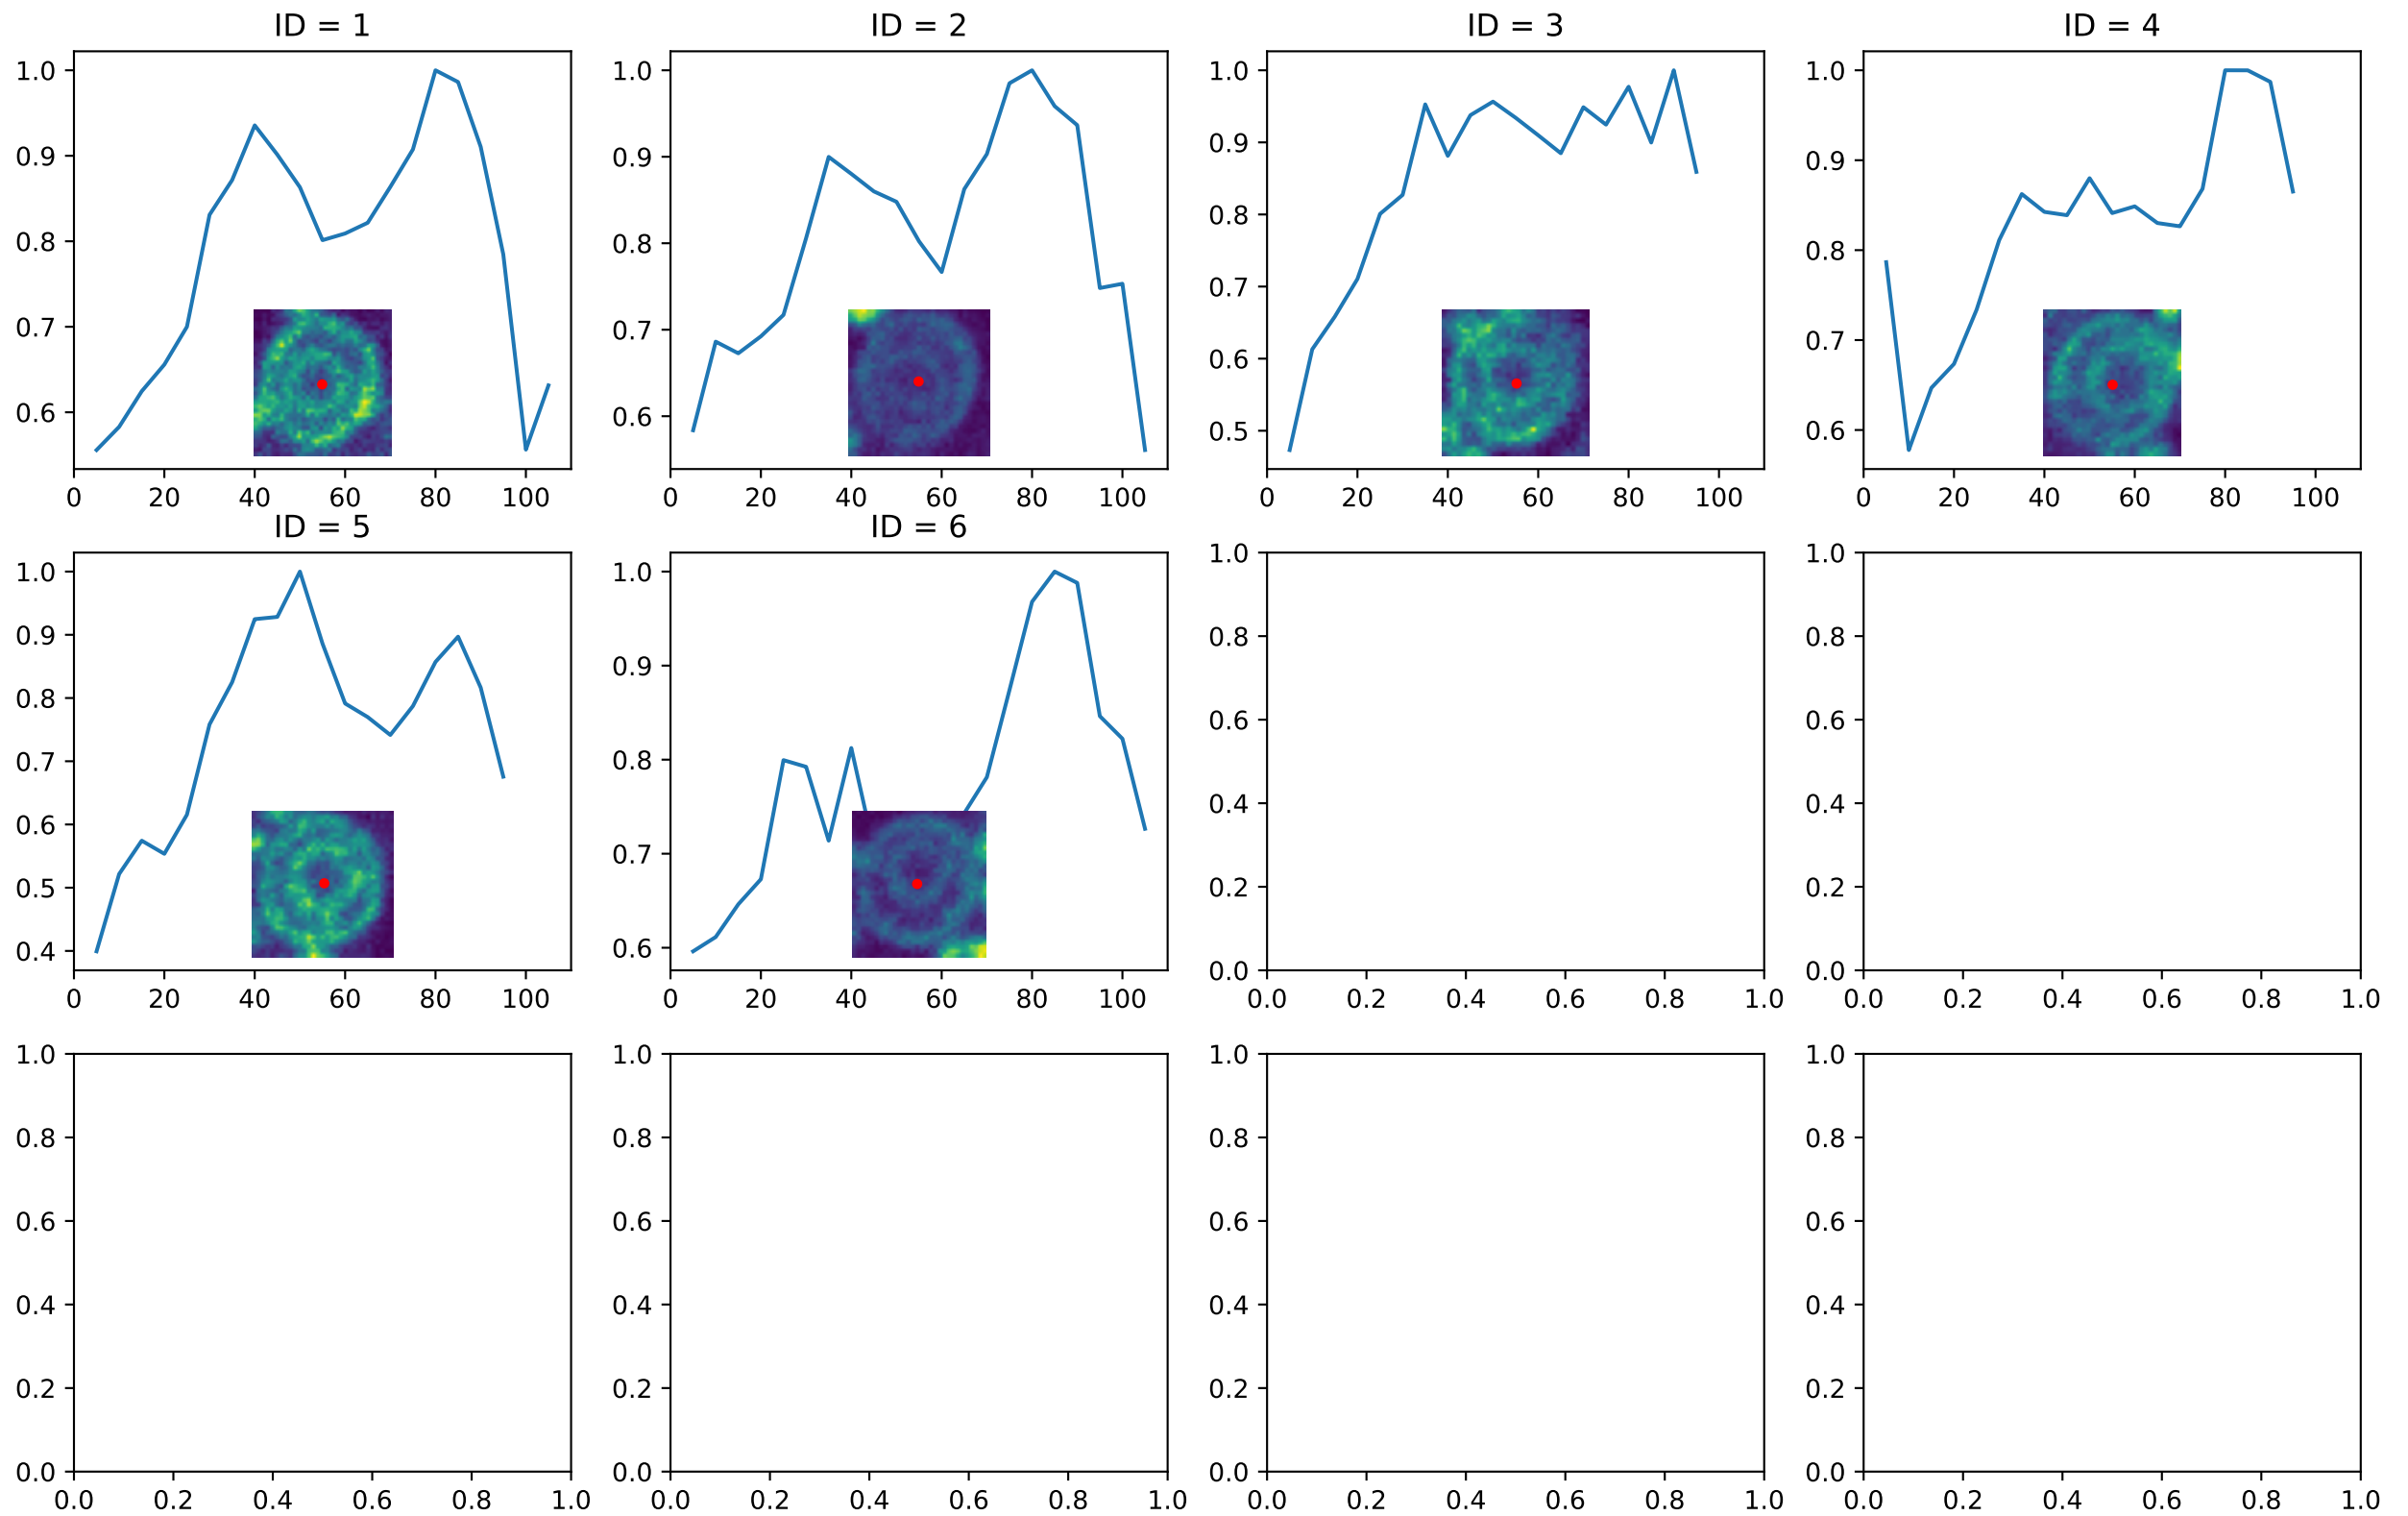 ID = 1
ID = 2
ID = 3
ID = 4
1.0 1.0 1.0 1.0
0.9 0.9 0.9 0.9
0.8 0.8 0.8 0.8
0.7 0.7 0.7 0.7
0.6 0.6 0.6 0.6
0.5
0 20 40 60 80 100
0 20 40 60 80 100
0 20 40 60 80 100
0 20 40 60 80 100
ID = 5
ID = 6
1.0 1.0 1.0 1.0
0.9 0.9 0.8 0.8
0.8 0.8 0.6 0.6
0.7 0.7 0.4 0.4
0.6 0.6 0.2 0.2
0.5 0.0 0.0
0.4
0 20 40 60 80 100
0 20 40 60 80 100
0.0 0.2 0.4 0.6 0.8 1.0
0.0 0.2 0.4 0.6 0.8 1.0
1.0 1.0 1.0 1.0
0.8 0.8 0.8 0.8
0.6 0.6 0.6 0.6
0.4 0.4 0.4 0.4
0.2 0.2 0.2 0.2
0.0 0.0 0.0 0.0
0.0 0.2 0.4 0.6 0.8 1.0
0.0 0.2 0.4 0.6 0.8 1.0
0.0 0.2 0.4 0.6 0.8 1.0
0.0 0.2 0.4 0.6 0.8 1.0